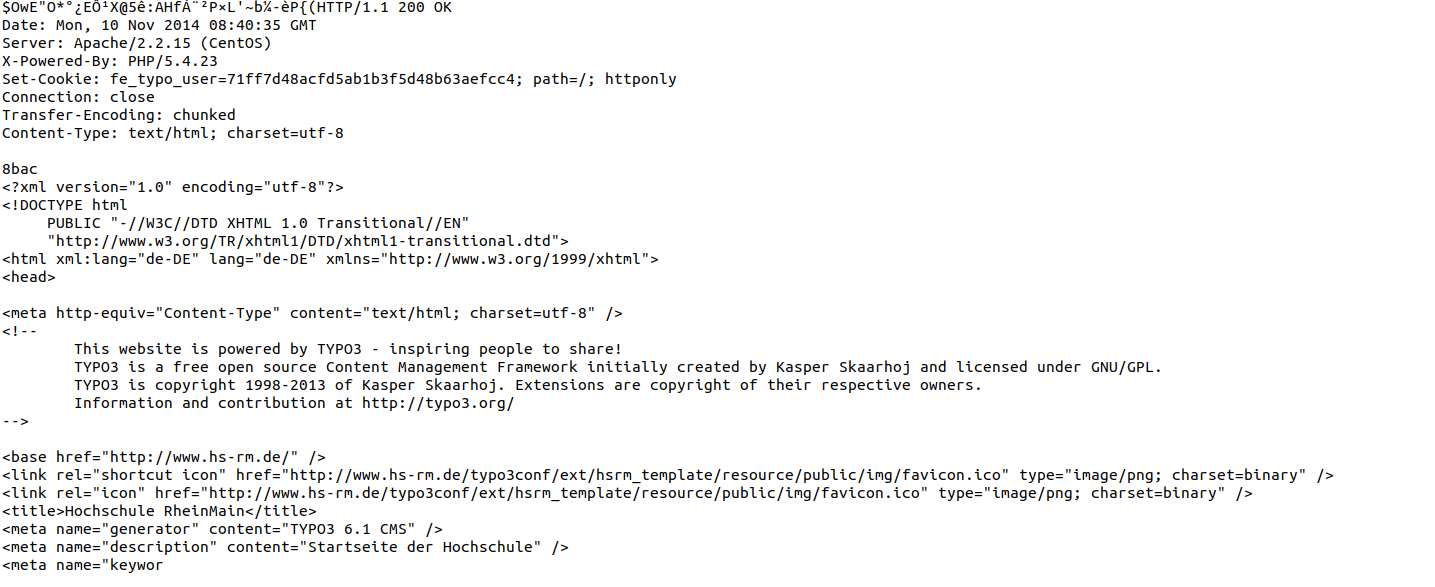 $OwE"O*°¿EÕ¹X@5ê:AHfÁ¨²P×L'~b¼-èP{(HTTP/1.1 200 OK
Date: Mon, 10 Nov 2014 08:40:35 GMT
Server: Apache/2.2.15 (CentOS)
X-Powered-By: PHP/5.4.23
Set-Cookie: fe_typo_user=71ff7d48acfd5ab1b3f5d48b63aefcc4; path=/; httponly
Connection: close
Transfer-Encoding: chunked
Content-Type: text/html; charset=utf-8

8bac
<?xml version="1.0" encoding="utf-8"?>
<!DOCTYPE html
     PUBLIC "-//W3C//DTD XHTML 1.0 Transitional//EN"
     "http://www.w3.org/TR/xhtml1/DTD/xhtml1-transitional.dtd">
<html xml:lang="de-DE" lang="de-DE" xmlns="http://www.w3.org/1999/xhtml">
<head>

<meta http-equiv="Content-Type" content="text/html; charset=utf-8" />
<!--
        This website is powered by TYPO3 - inspiring people to share!
        TYPO3 is a free open source Content Management Framework initially created by Kasper Skaarhoj and licensed under GNU/GPL.
        TYPO3 is copyright 1998-2013 of Kasper Skaarhoj. Extensions are copyright of their respective owners.
        Information and contribution at http://typo3.org/
-->

<base href="http://www.hs-rm.de/" />
<link rel="shortcut icon" href="http://www.hs-rm.de/typo3conf/ext/hsrm_template/resource/public/img/favicon.ico" type="image/png; charset=binary" />
<link rel="icon" href="http://www.hs-rm.de/typo3conf/ext/hsrm_template/resource/public/img/favicon.ico" type="image/png; charset=binary" />
<title>Hochschule RheinMain</title>
<meta name="generator" content="TYPO3 6.1 CMS" />
<meta name="description" content="Startseite der Hochschule" />
<meta name="keywor